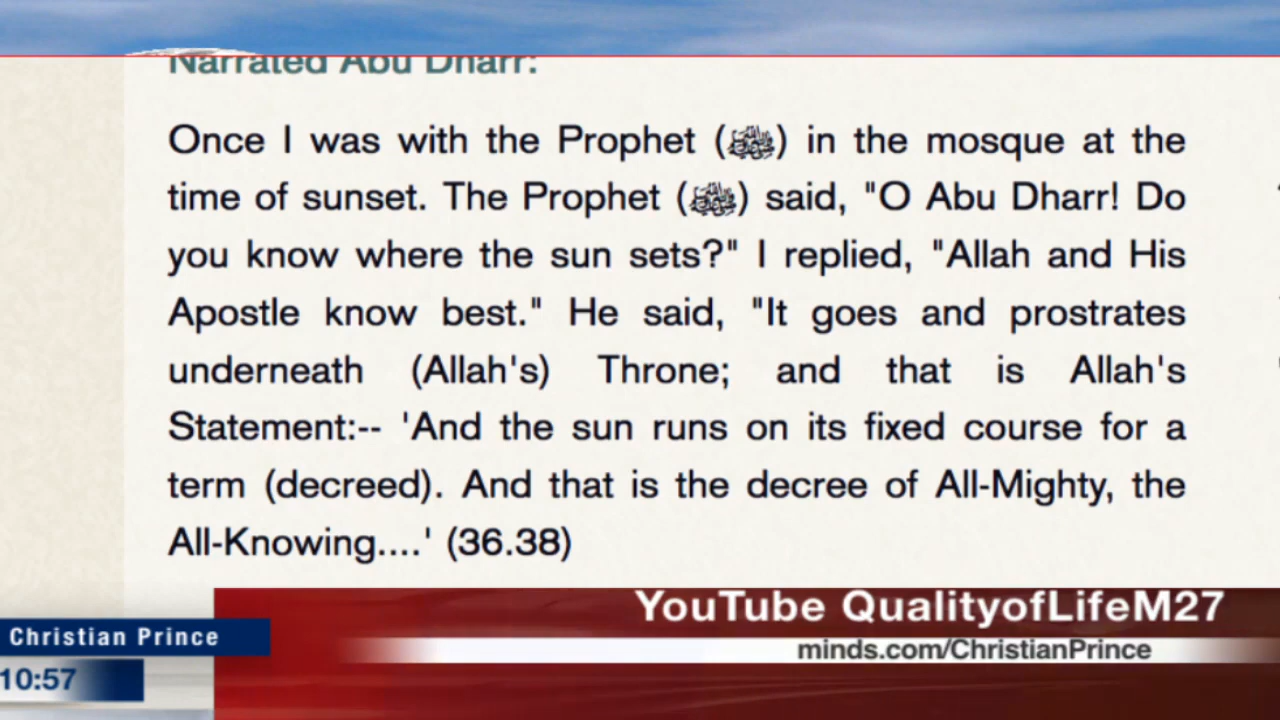 Narrated Abu Dharr:
Once I was with the Prophet (ﷺ) in the mosque at the
time of sunset. The Prophet (ﷺ) said, "O Abu Dharr! Do
you know where the sun sets?" I replied, "Allah and His
Apostle know best." He said, "It goes and prostrates
underneath (Allah's) Throne; and that is Allah's
Statement:-- 'And the sun runs on its fixed course for a
term (decreed). And that is the decree of All-Mighty, the
All-Knowing....' (36.38)
YouTube QualityofLifeM27
Christian Prince
minds.com/ChristianPrince
10:57